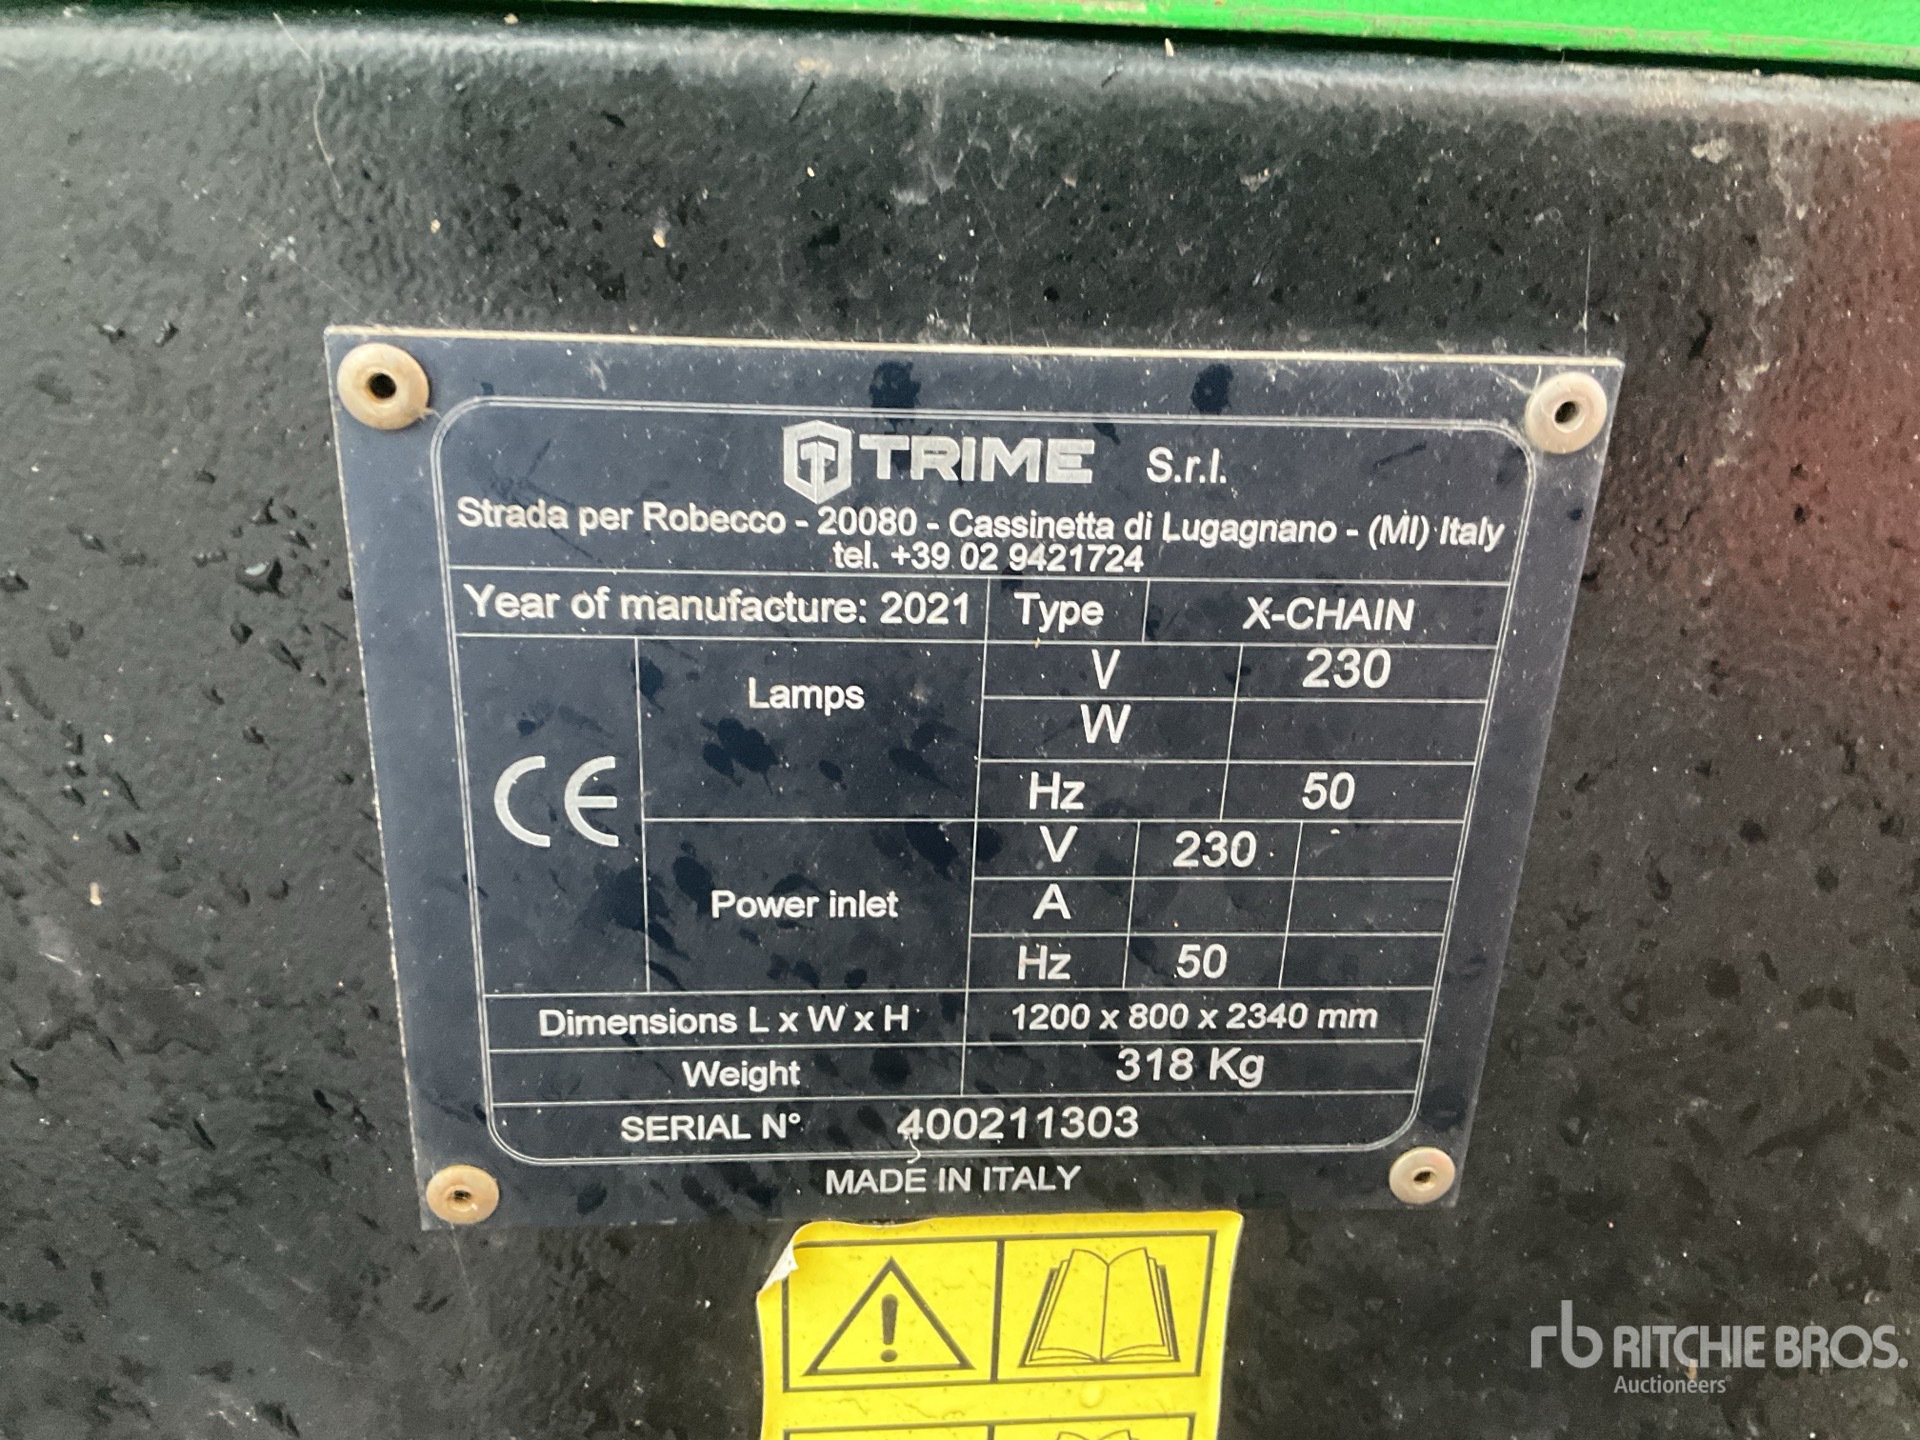 TRIME S.r.l.
Strada per Robecco - 20080 - Cassinetta di Lugagnano - (MI) Italy
tel. +39 02 9421724
Year of manufacture: 2021 Type X-CHAIN
CE
Lamps
V 230
W
Hz 50
Power inlet
V 230
A
Hz 50
Dimensions L x W x H 1200 x 800 x 2340 mm
Weight 318 Kg
SERIAL N° 400211303
MADE IN ITALY
rb RITCHIE BROS.
Auctioneers